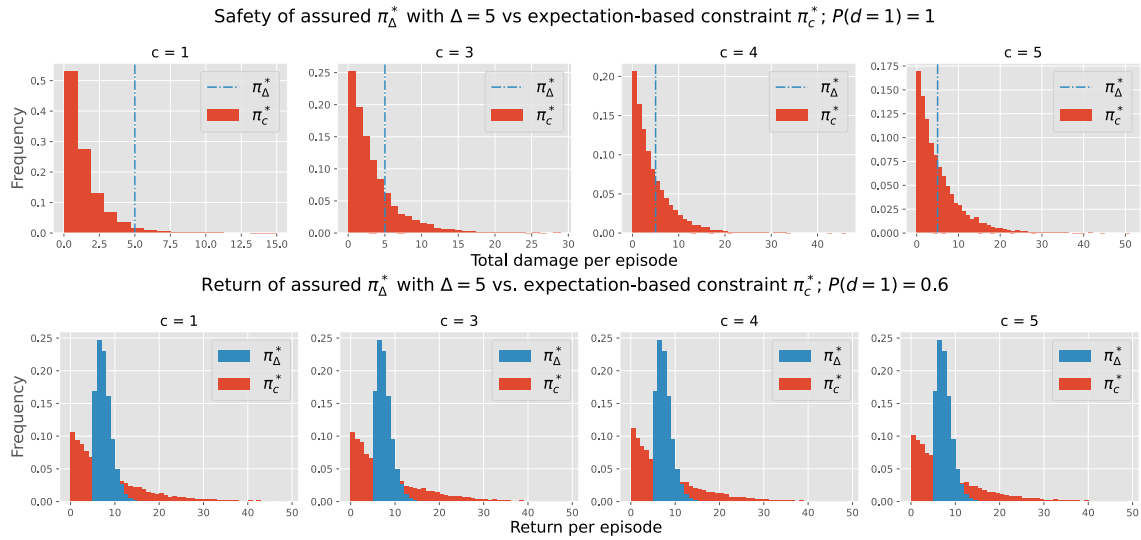 Safety of assured π*_Δ with Δ = 5 vs expectation-based constraint π*_c; P(d = 1) = 1
c = 1
c = 3
c = 4
c = 5
Frequency
0.5
0.4
0.3
0.2
0.1
0.0
0.0 2.5 5.0 7.5 10.0 12.5 15.0
π*_Δ
π*_c
0.25
0.20
0.15
0.10
0.05
0.00
0 5 10 15 20 25 30
π*_Δ
π*_c
0.20
0.15
0.10
0.05
0.00
0 10 20 30 40
π*_Δ
π*_c
0.175
0.150
0.125
0.100
0.075
0.050
0.025
0.000
0 10 20 30 40 50
π*_Δ
π*_c
Total damage per episode
Return of assured π*_Δ with Δ = 5 vs. expectation-based constraint π*_c; P(d = 1) = 0.6
c = 1
c = 3
c = 4
c = 5
Frequency
0.25
0.20
0.15
0.10
0.05
0.00
0 10 20 30 40 50
π*_Δ
π*_c
0.25
0.20
0.15
0.10
0.05
0.00
0 10 20 30 40 50
π*_Δ
π*_c
0.25
0.20
0.15
0.10
0.05
0.00
0 10 20 30 40 50
π*_Δ
π*_c
0.25
0.20
0.15
0.10
0.05
0.00
0 10 20 30 40 50
π*_Δ
π*_c
Return per episode